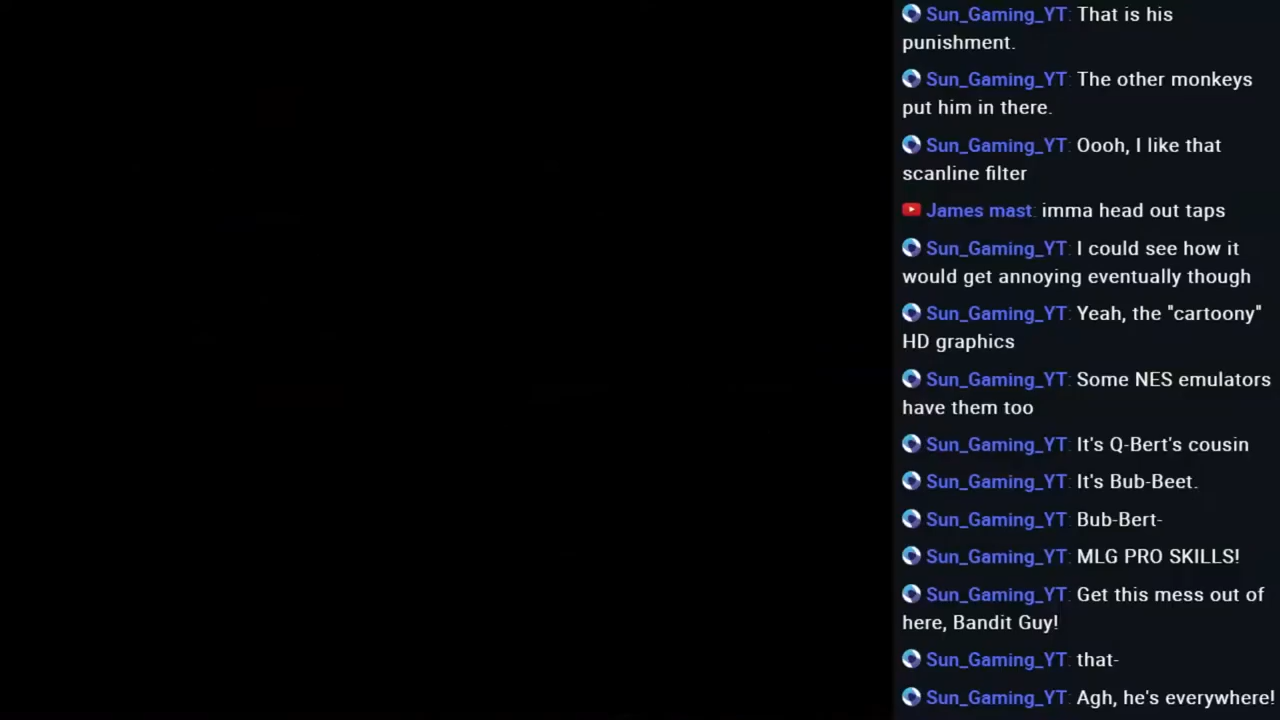 Sun_Gaming_YT: That is his
punishment.
Sun_Gaming_YT: The other monkeys
put him in there.
Sun_Gaming_YT: Oooh, I like that
scanline filter
James mast: imma head out taps
Sun_Gaming_YT: I could see how it
would get annoying eventually though
Sun_Gaming_YT: Yeah, the "cartoony"
HD graphics
Sun_Gaming_YT: Some NES emulators
have them too
Sun_Gaming_YT: It's Q-Bert's cousin
Sun_Gaming_YT: It's Bub-Beet.
Sun_Gaming_YT: Bub-Bert-
Sun_Gaming_YT: MLG PRO SKILLS!
Sun_Gaming_YT: Get this mess out of
here, Bandit Guy!
Sun_Gaming_YT: that-
Sun_Gaming_YT: Agh, he's everywhere!